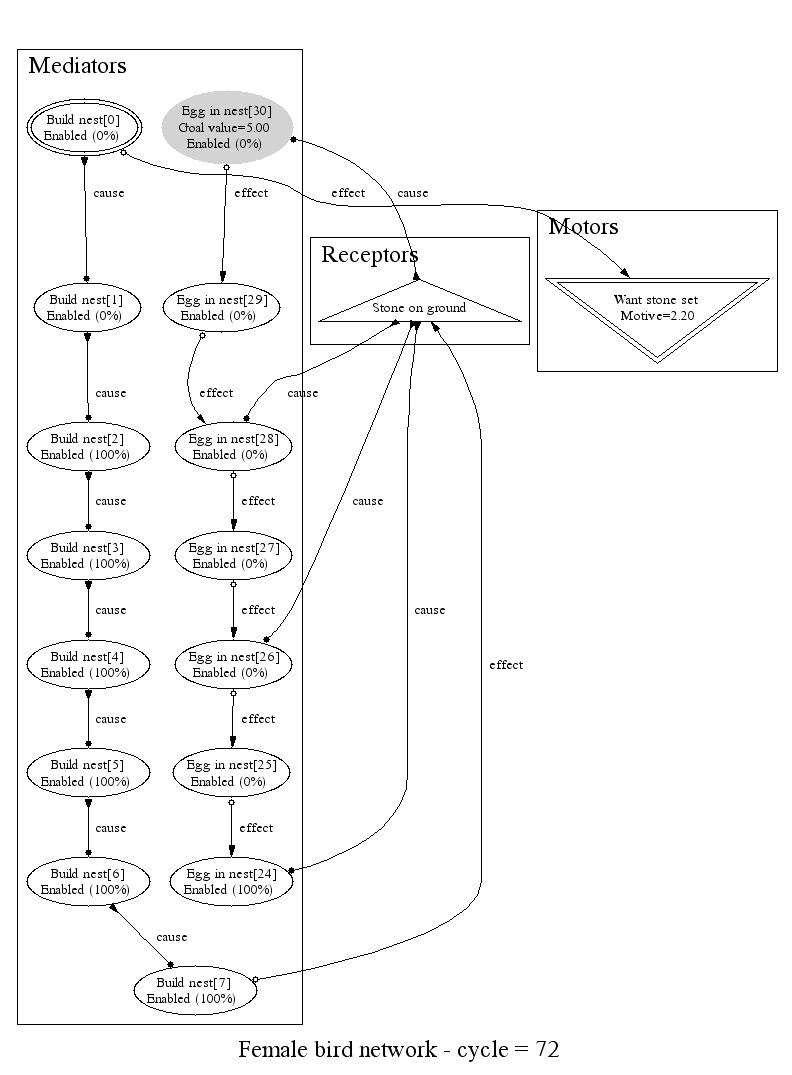 Mediators
Build nest[0]
Enabled (0%)
Egg in nest[30]
Goal value=5.00
Enabled (0%)
cause
effect
effect
cause
Receptors
Motors
Build nest[1]
Enabled (0%)
Egg in nest[29]
Enabled (0%)
Stone on ground
Want stone set
Motive=2.20
cause
effect
cause
Build nest[2]
Enabled (100%)
Egg in nest[28]
Enabled (0%)
cause
effect
cause
Build nest[3]
Enabled (100%)
Egg in nest[27]
Enabled (0%)
cause
effect
cause
Build nest[4]
Enabled (100%)
Egg in nest[26]
Enabled (0%)
effect
cause
effect
Build nest[5]
Enabled (100%)
Egg in nest[25]
Enabled (0%)
cause
effect
Build nest[6]
Enabled (100%)
Egg in nest[24]
Enabled (100%)
cause
Build nest[7]
Enabled (100%)
Female bird network - cycle = 72